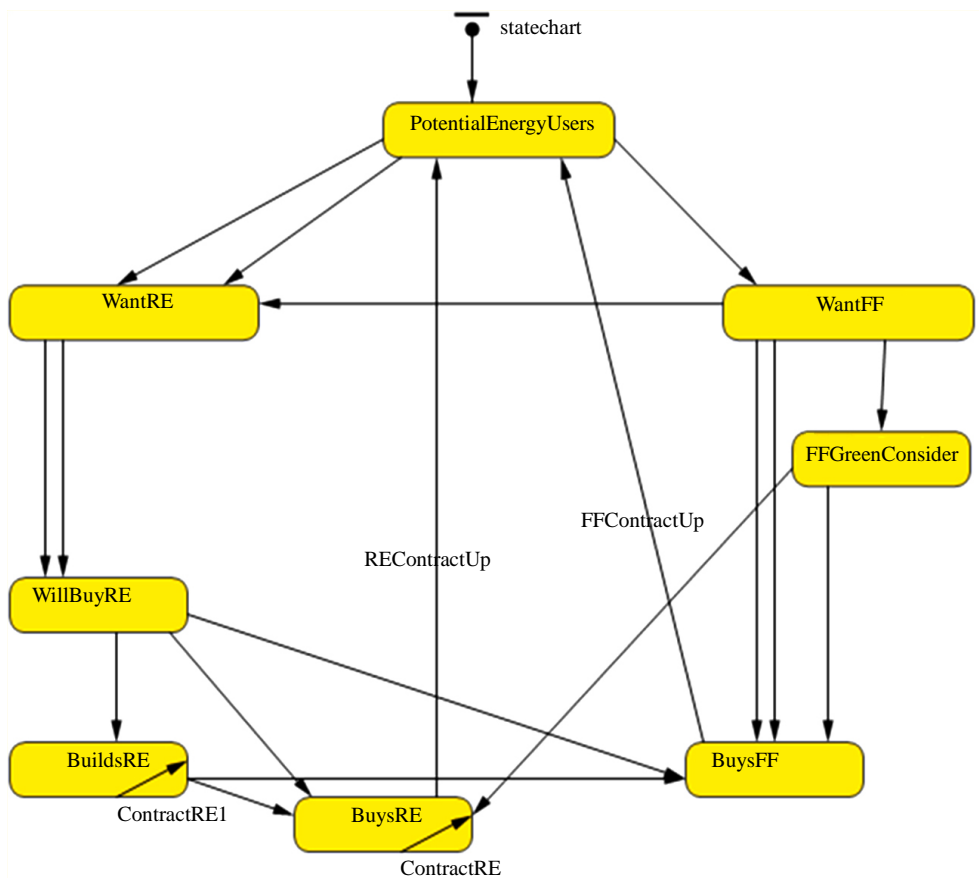 statechart
PotentialEnergyUsers
WantRE
WantFF
FFGreenConsider
FFContractUp
REContractUp
WillBuyRE
BuildsRE
BuysFF
ContractRE1
BuysRE
ContractRE